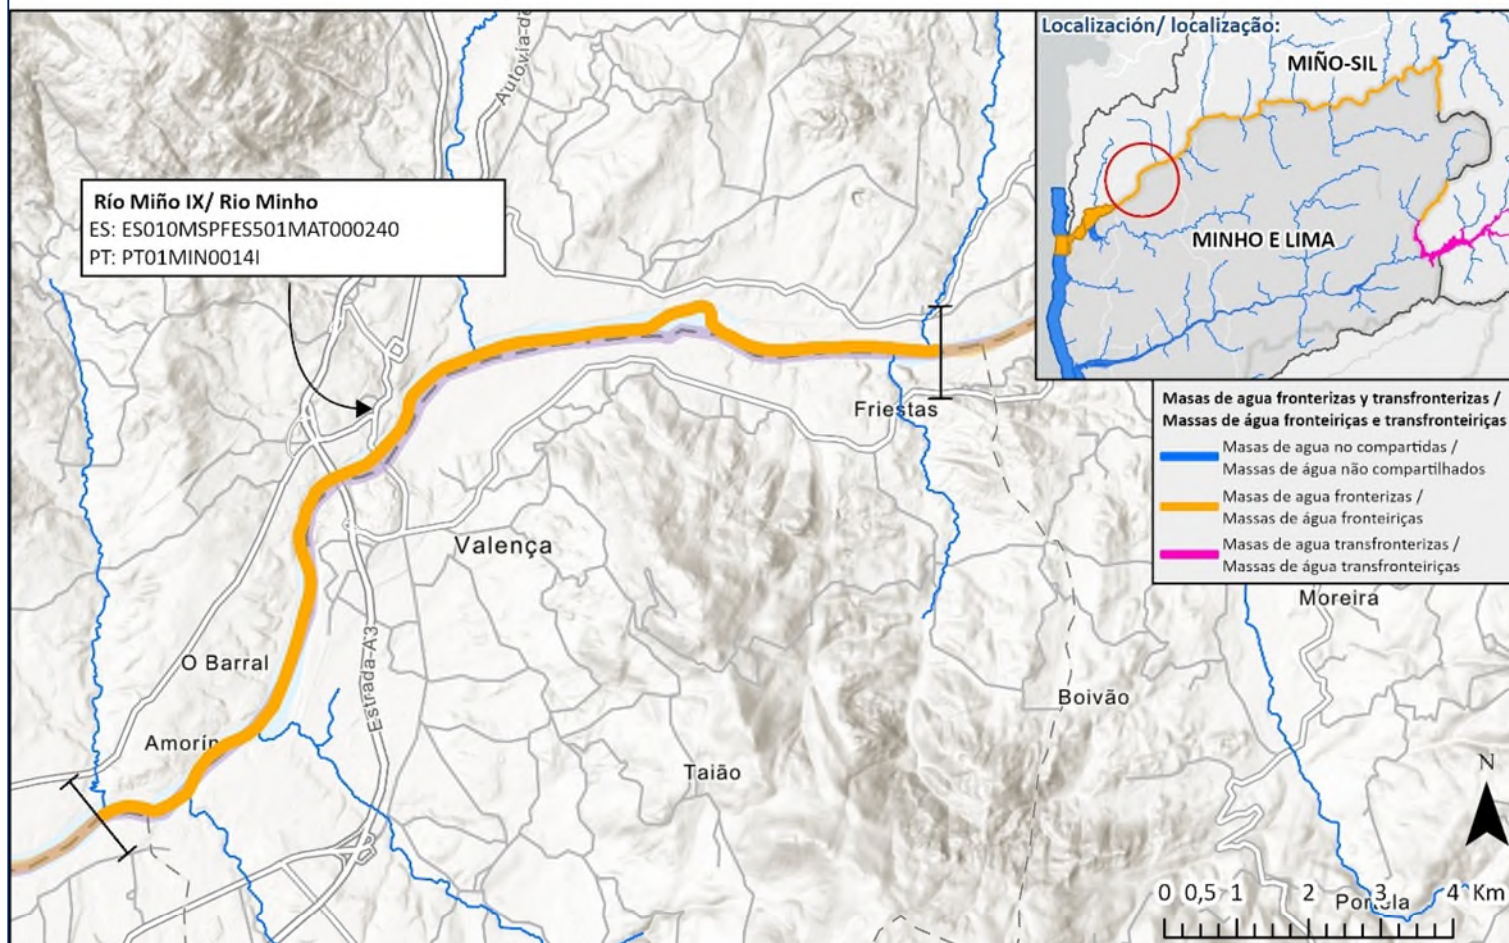 Localización/ localização:
MIÑO-SIL
MINHO E LIMA
Autovía-de
Río Miño IX/ Rio Minho
ES: ES010MSPFES501MAT000240
PT: PT01MIN0014I
Friestas
Masas de agua fronterizas y transfronterizas /
Massas de água fronteiriças e transfronteiriças
Masas de agua no compartidas /
Massas de água não compartilhados
Masas de agua fronterizas /
Massas de água fronteiriças
Masas de agua transfronterizas /
Massas de água transfronteiriças
Valença
Moreira
O Barral
Estrada-A3
Boivão
Amorín
Taião
N
0 0,5 1 2 3 4 Km
Portela